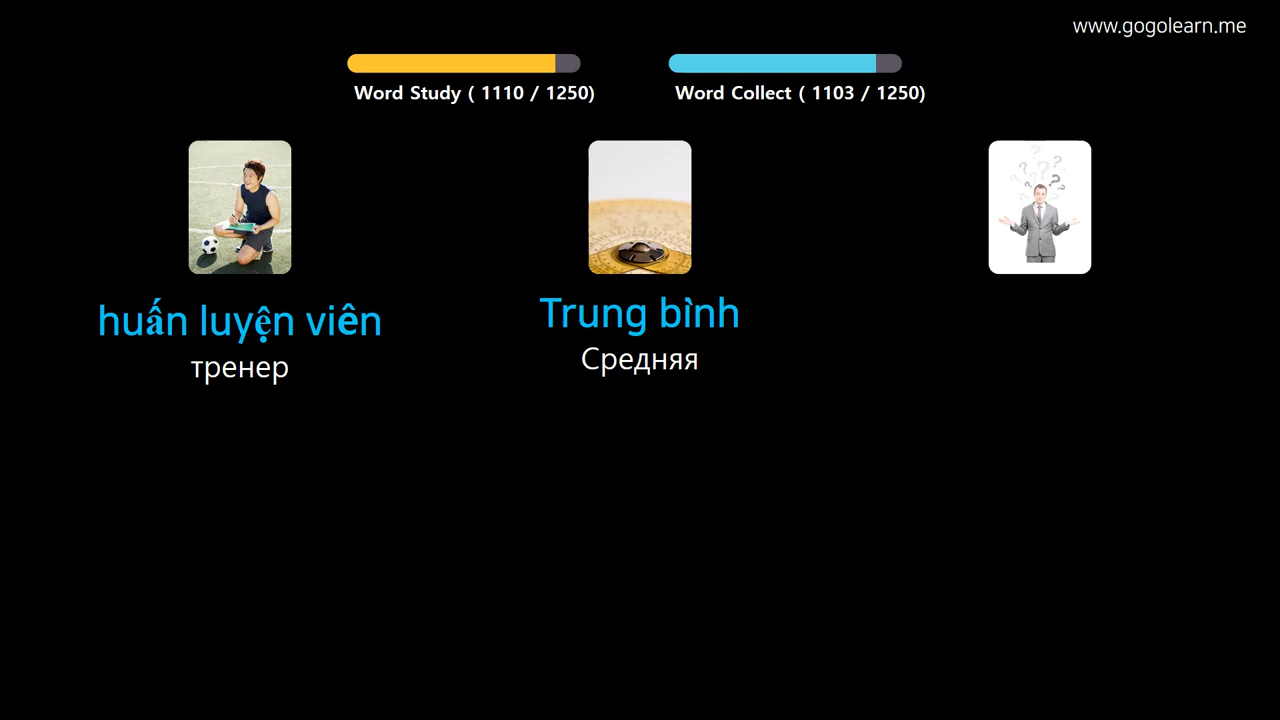 www.gogolearn.me
Word Study ( 1110 / 1250)
Word Collect ( 1103 / 1250)
huấn luyện viên
тренер
Trung bình
Средняя